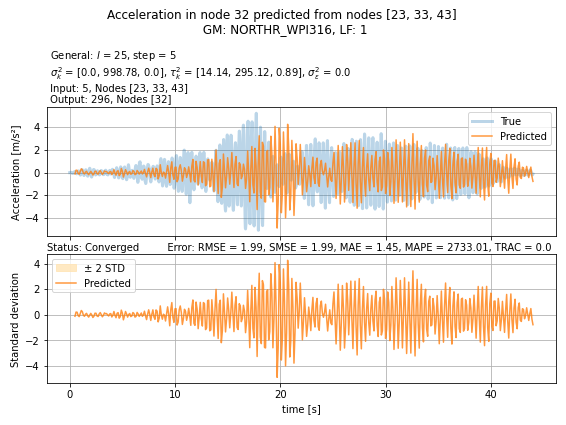 Acceleration in node 32 predicted from nodes [23, 33, 43]
GM: NORTHR_WPI316, LF: 1
General: l = 25, step = 5
σ²_k = [0.0, 998.78, 0.0], τ²_k = [14.14, 295.12, 0.89], σ²_ε = 0.0
Input: 5, Nodes [23, 33, 43]
Output: 296, Nodes [32]
Acceleration [m/s²]
4
2
0
−2
−4
True
Predicted
Status: Converged Error: RMSE = 1.99, SMSE = 1.99, MAE = 1.45, MAPE = 2733.01, TRAC = 0.0
Standard deviation
4
2
0
−2
−4
± 2 STD
Predicted
0 10 20 30 40
time [s]